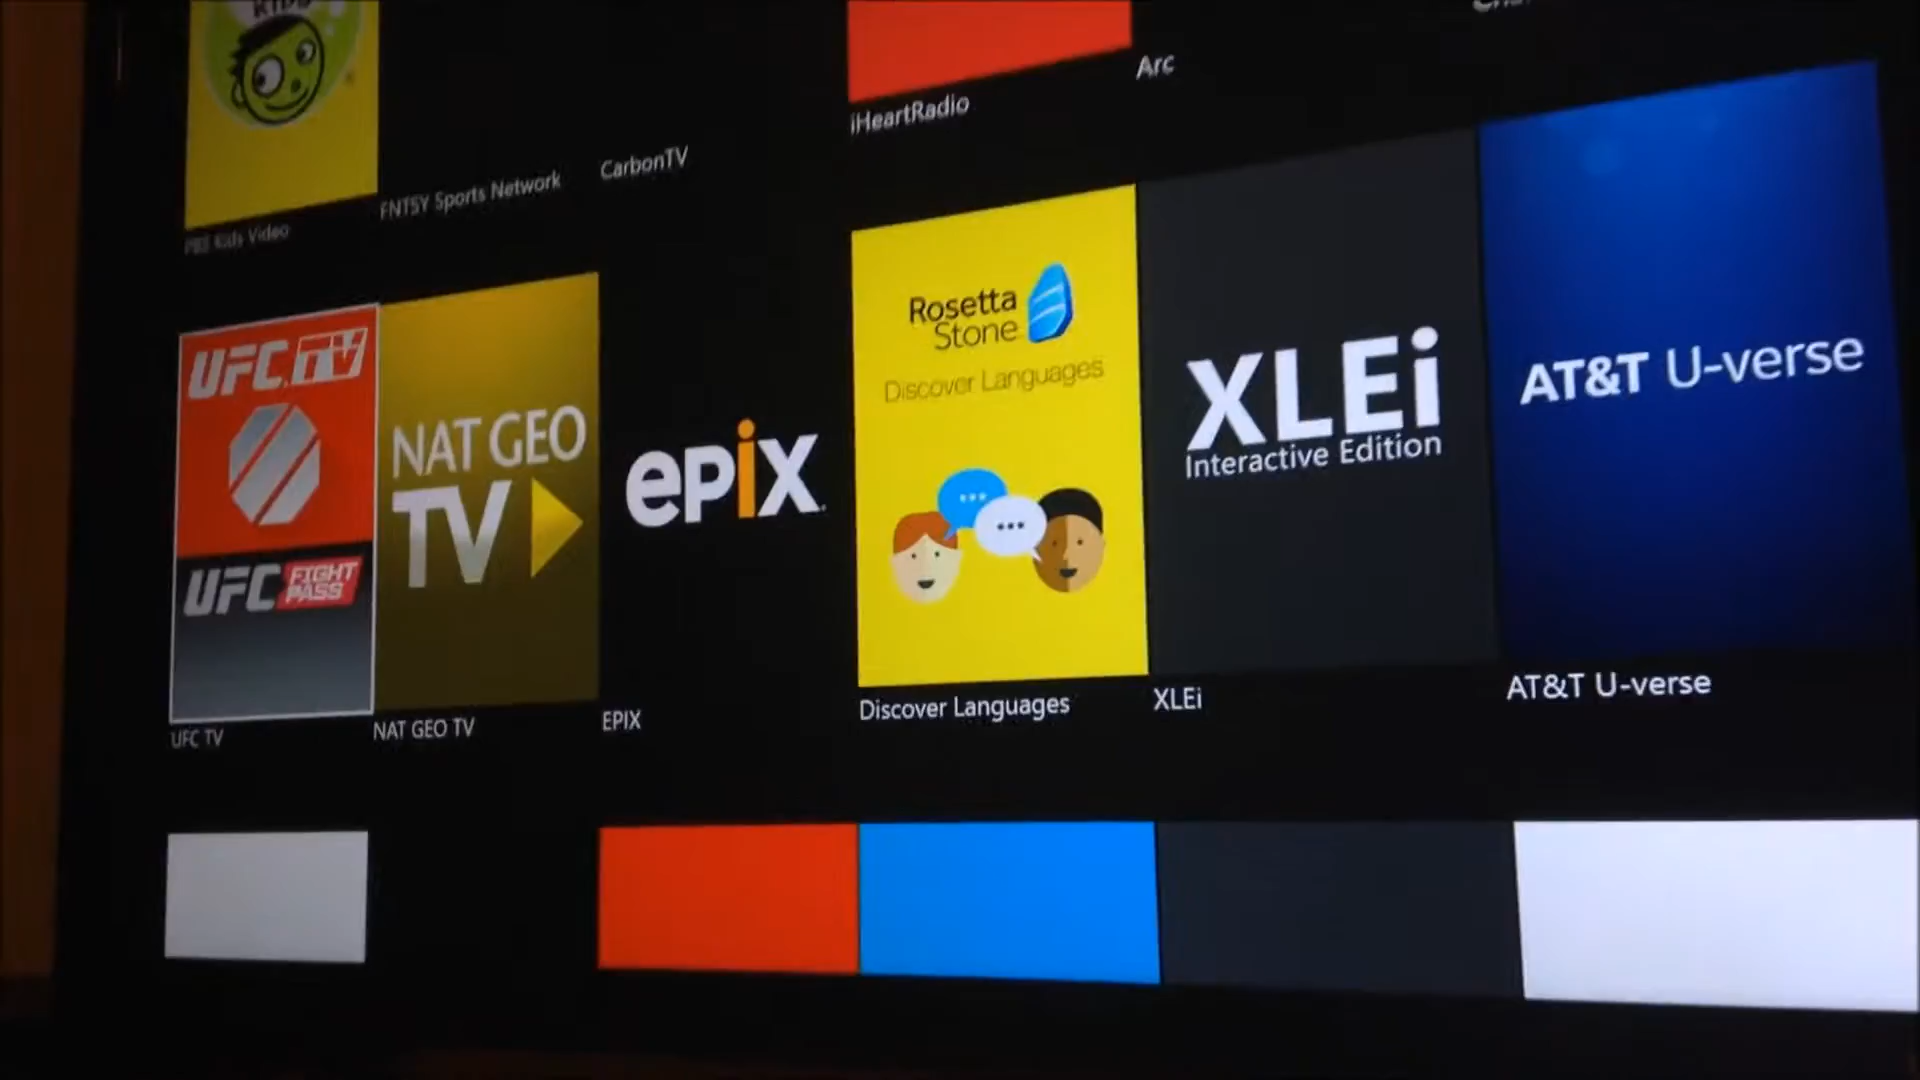 KIDS
Arc
iHeartRadio
CarbonTV
FNTSY Sports Network
PBS Kids Video
UFC TV
UFC FIGHT PASS
NAT GEO
TV
epix
Rosetta
Stone
Discover Languages
XLEi
Interactive Edition
AT&T U-verse
UFC TV
NAT GEO TV
EPIX
Discover Languages
XLEi
AT&T U-verse